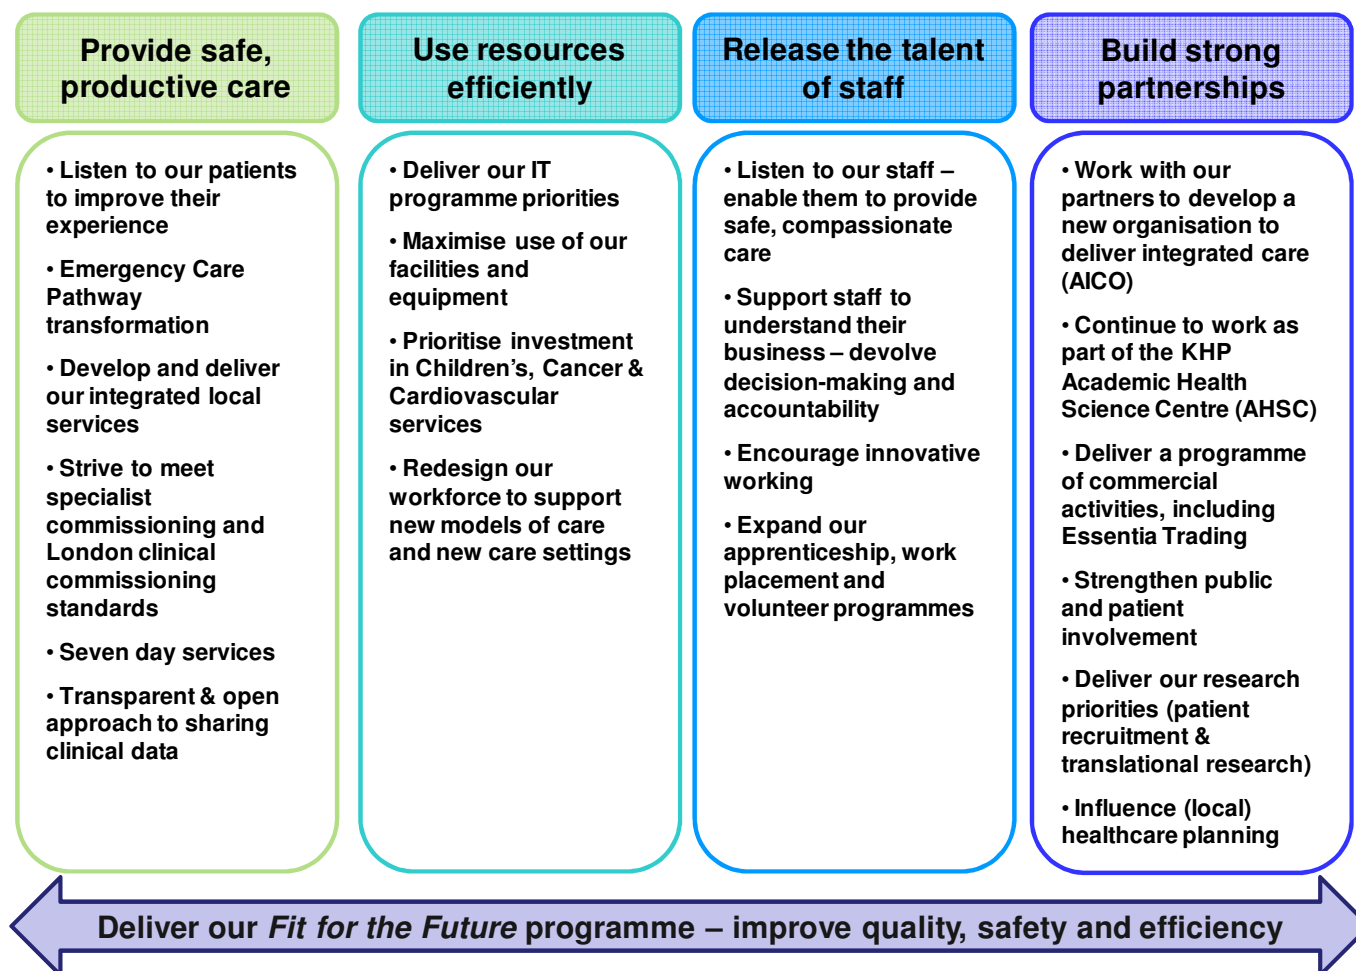 Provide safe,
productive care
• Listen to our patients
to improve their
experience
• Emergency Care
Pathway
transformation
• Develop and deliver
our integrated local
services
• Strive to meet
specialist
commissioning and
London clinical
commissioning
standards
• Seven day services
• Transparent & open
approach to sharing
clinical data
Use resources
efficiently
• Deliver our IT
programme priorities
• Maximise use of our
facilities and
equipment
• Prioritise investment
in Children’s, Cancer &
Cardiovascular
services
• Redesign our
workforce to support
new models of care
and new care settings
Release the talent
of staff
• Listen to our staff –
enable them to provide
safe, compassionate
care
• Support staff to
understand their
business – devolve
decision-making and
accountability
• Encourage innovative
working
• Expand our
apprenticeship, work
placement and
volunteer programmes
Build strong
partnerships
• Work with our
partners to develop a
new organisation to
deliver integrated care
(AICO)
• Continue to work as
part of the KHP
Academic Health
Science Centre (AHSC)
• Deliver a programme
of commercial
activities, including
Essentia Trading
• Strengthen public
and patient
involvement
• Deliver our research
priorities (patient
recruitment &
translational research)
• Influence (local)
healthcare planning
Deliver our Fit for the Future programme – improve quality, safety and efficiency